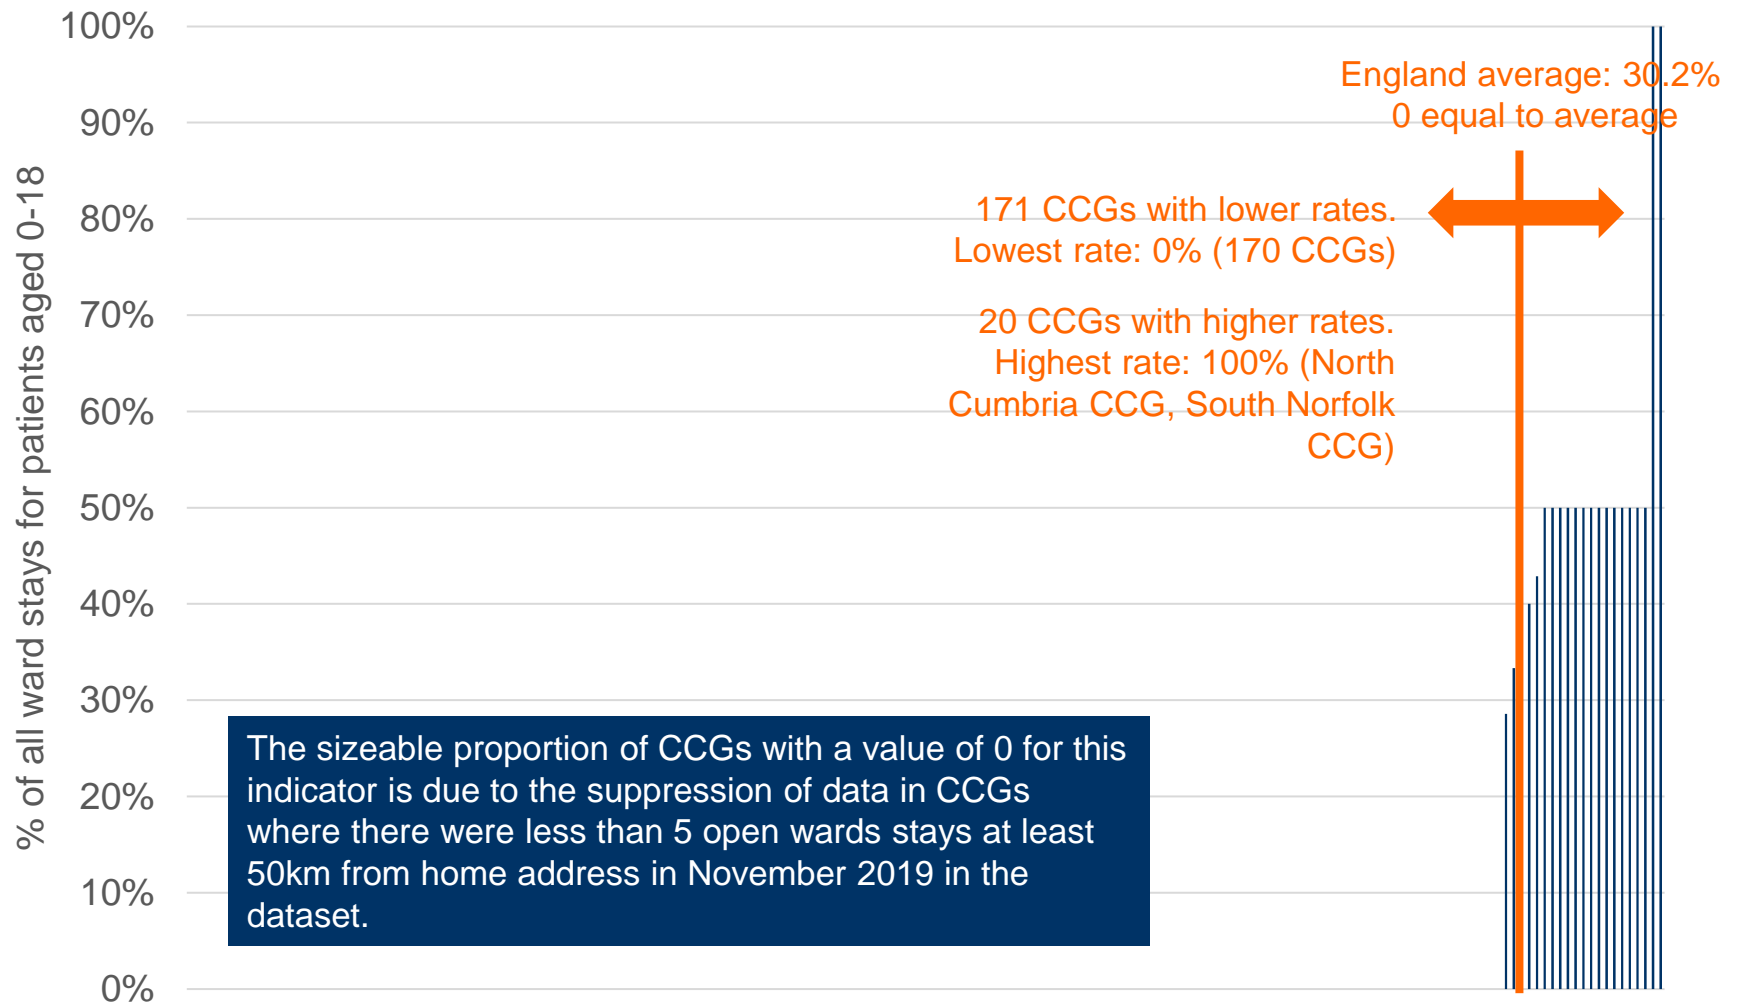 % of all ward stays for patients aged 0-18
100%
90%
80%
70%
60%
50%
40%
30%
20%
10%
0%
England average: 30.2%
0 equal to average
171 CCGs with lower rates.
Lowest rate: 0% (170 CCGs)
20 CCGs with higher rates.
Highest rate: 100% (North
Cumbria CCG, South Norfolk
CCG)
The sizeable proportion of CCGs with a value of 0 for this
indicator is due to the suppression of data in CCGs
where there were less than 5 open wards stays at least
50km from home address in November 2019 in the
dataset.